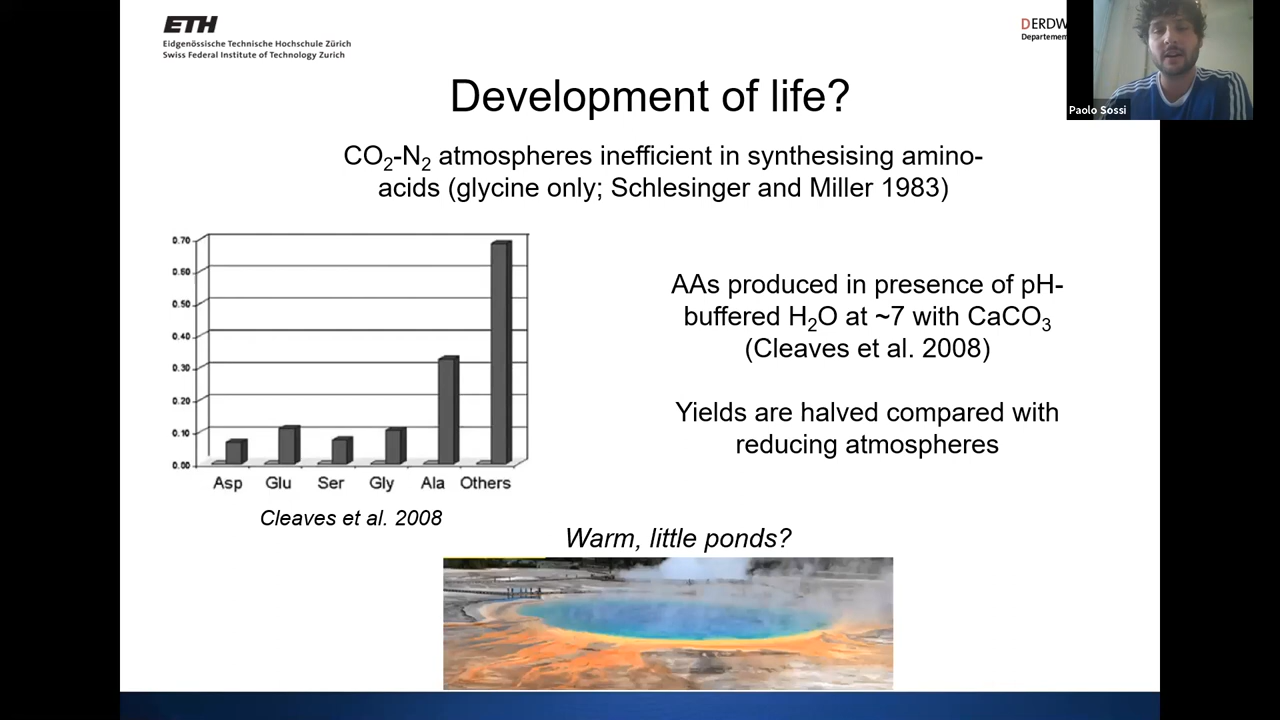 ETH
Eidgenössische Technische Hochschule Zürich
Swiss Federal Institute of Technology Zurich
DERDW
Departemen
Paolo Sossi
Development of life?
CO₂-N₂ atmospheres inefficient in synthesising amino-
acids (glycine only; Schlesinger and Miller 1983)
0.70
0.60
0.50
0.40
0.30
0.20
0.10
0.00
Asp Glu Ser Gly Ala Others
Cleaves et al. 2008
AAs produced in presence of pH-
buffered H₂O at ~7 with CaCO₃
(Cleaves et al. 2008)
Yields are halved compared with
reducing atmospheres
Warm, little ponds?